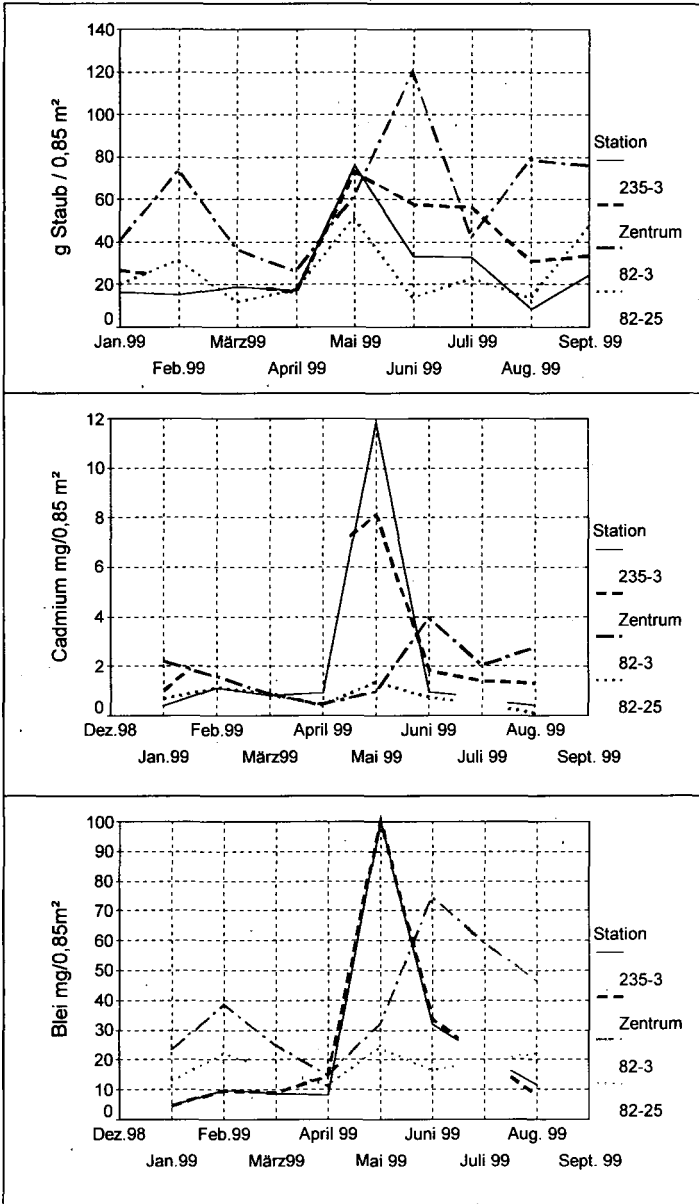 g Staub / 0,85 m²
140
120
100
80
60
40
20
0
Jan.99 März99 Mai 99 Juli 99 Sept. 99
Feb.99 April 99 Juni 99 Aug. 99
Station
235-3
Zentrum
82-3
82-25
Cadmium mg/0,85 m²
12
10
8
6
4
2
0
Dez.98 Feb.99 April 99 Juni 99 Aug. 99
Jan.99 März99 Mai 99 Juli 99 Sept. 99
Station
235-3
Zentrum
82-3
82-25
Blei mg/0,85m²
100
90
80
70
60
50
40
30
20
10
0
Dez.98 Feb.99 April 99 Juni 99 Aug. 99
Jan.99 März99 Mai 99 Juli 99 Sept. 99
Station
235-3
Zentrum
82-3
82-25